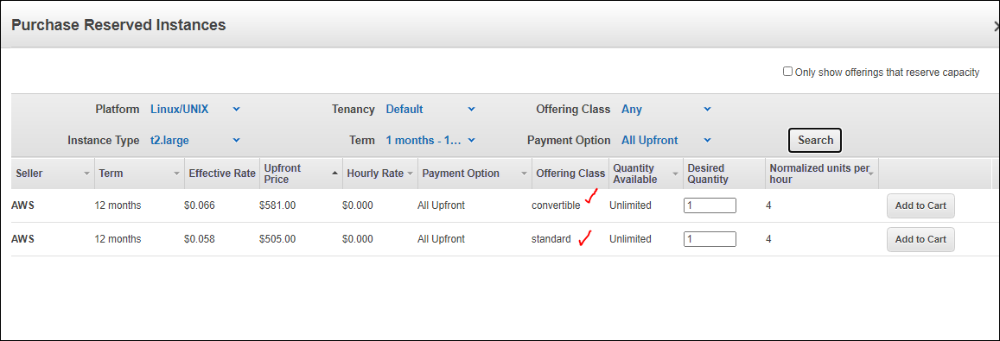 Purchase Reserved Instances
Only show offerings that reserve capacity
Platform Linux/UNIX Tenancy Default Offering Class Any
Instance Type t2.large Term 1 months - 1... Payment Option All Upfront Search
Seller Term Effective Rate Upfront Price Hourly Rate Payment Option Offering Class Quantity Available Desired Quantity Normalized units per hour
AWS 12 months $0.066 $581.00 $0.000 All Upfront convertible Unlimited 1 4 Add to Cart
AWS 12 months $0.058 $505.00 $0.000 All Upfront standard Unlimited 1 4 Add to Cart